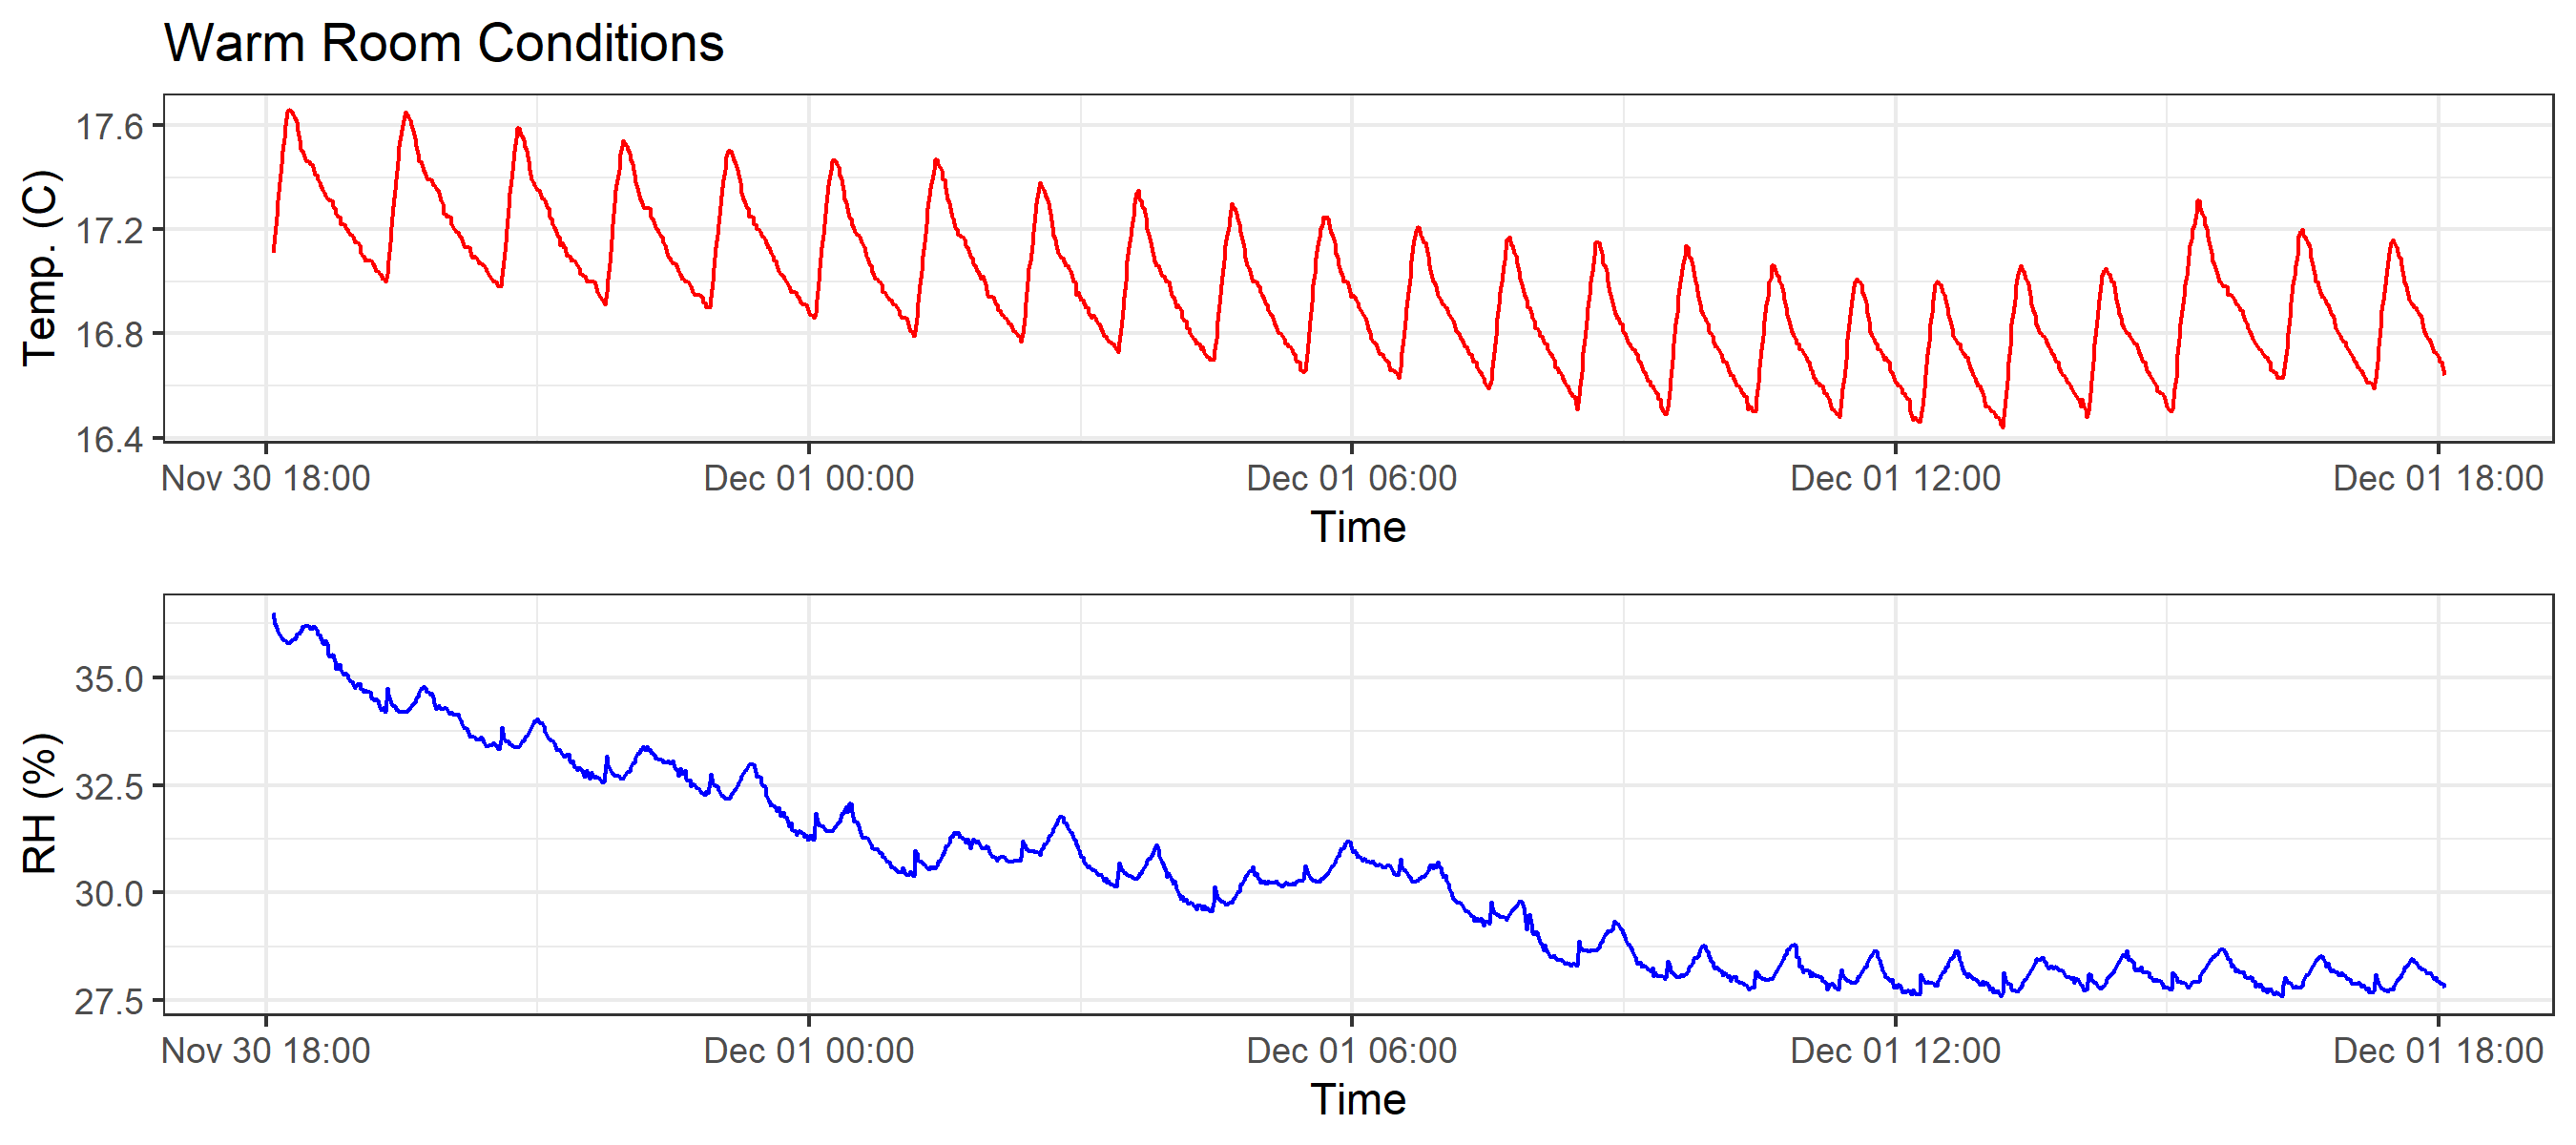 Warm Room Conditions
Temp. (C)
17.6
17.2
16.8
16.4
Nov 30 18:00 Dec 01 00:00 Dec 01 06:00 Dec 01 12:00 Dec 01 18:00
Time
RH (%)
35.0
32.5
30.0
27.5
Nov 30 18:00 Dec 01 00:00 Dec 01 06:00 Dec 01 12:00 Dec 01 18:00
Time